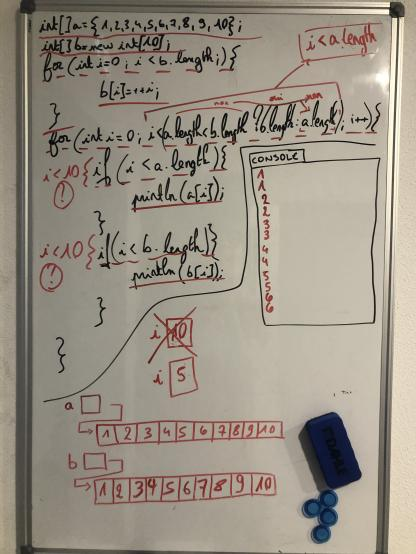 int[] a = { 1,2,3,4,5,6,7,8,9,10};
int[] b = new int[10];
for (int i=0; i < b.length;){
i < a.length
b[i] = ++i;
}
non oui non
for (int i=0; i<(a.length<b.length ? b.length : a.length); i++){
i<10 { if (i < a.length){
!
println(a[i]);
}
i<10 { if (i < b.length){
!
println(b[i]);
}
}
CONSOLE
1
1
2
2
3
3
4
4
5
5
6
6
i 10
i 5
a
1 2 3 4 5 6 7 8 9 10
b
1 2 3 4 5 6 7 8 9 10